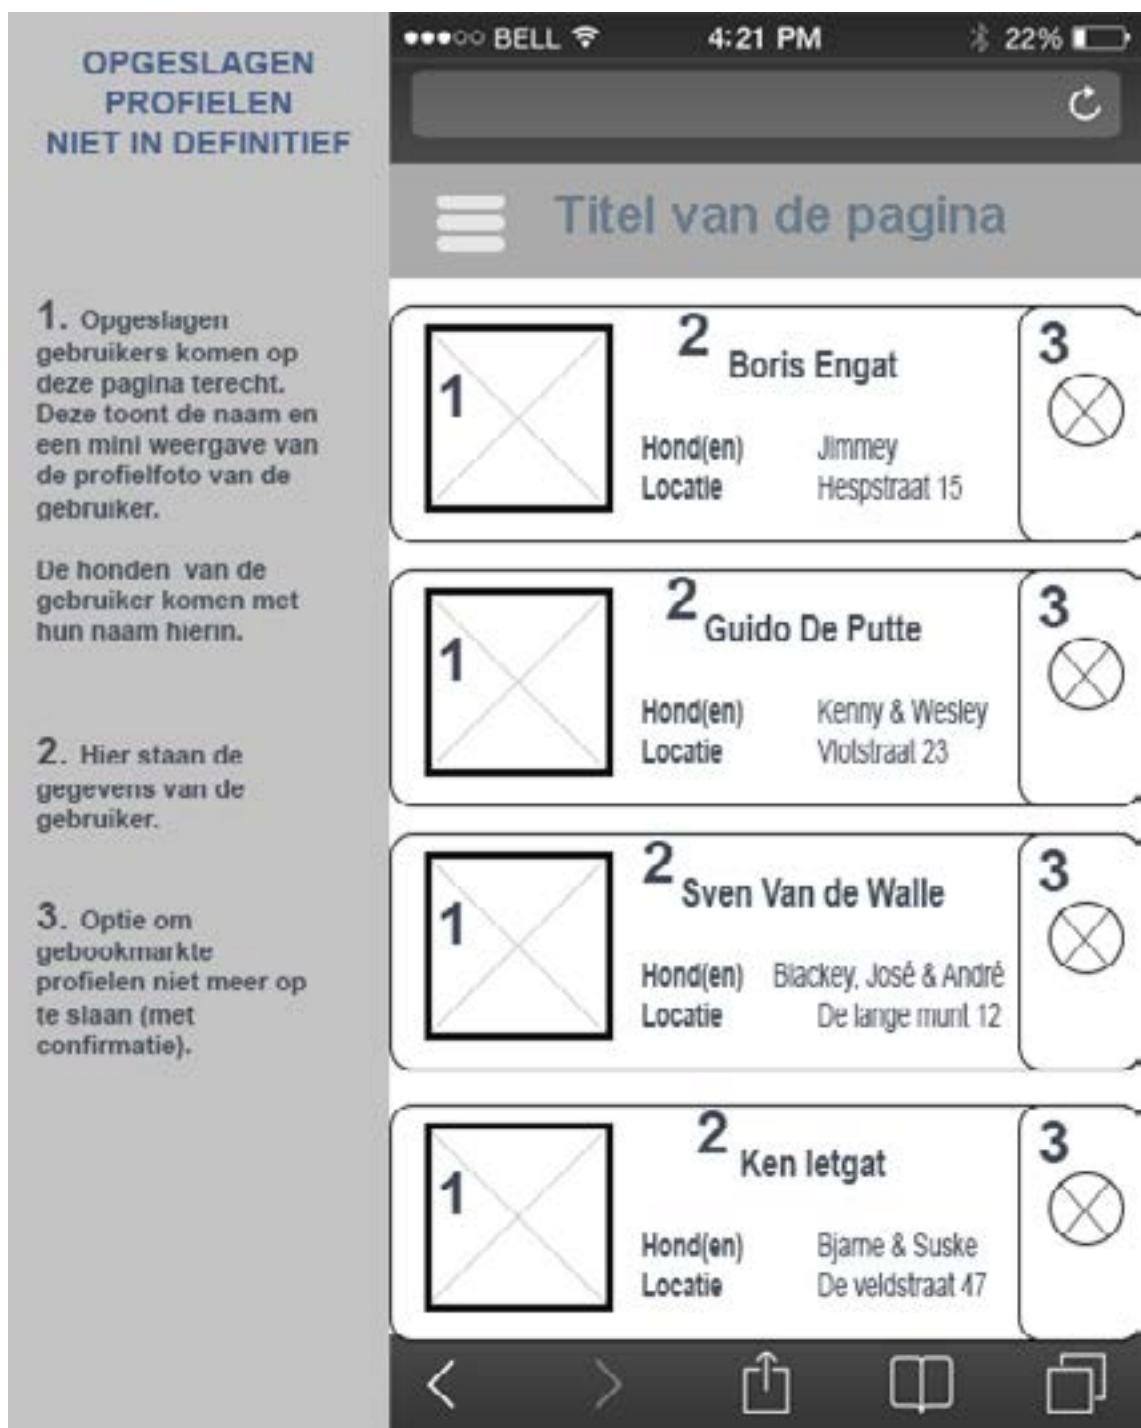 OPGESLAGEN
PROFIELEN
NIET IN DEFINITIEF
1. Opgeslagen
gebruikers komen op
deze pagina terecht.
Deze toont de naam en
een mini weergave van
de profielfoto van de
gebruiker.
De honden van de
gebruiker komen met
hun naam hierin.
2. Hier staan de
gegevens van de
gebruiker.
3. Optie om
gebookmarkte
profielen niet meer op
te slaan (met
confirmatie).
BELL 4:21 PM 22%
Titel van de pagina
1 2 3
Boris Engat
Hond(en) Jimmey
Locatie Hespstraat 15
1 2 3
Guido De Putte
Hond(en) Kenny & Wesley
Locatie Vlotstraat 23
1 2 3
Sven Van de Walle
Hond(en) Blackey, José & André
Locatie De lange munt 12
1 2 3
Ken Ietgat
Hond(en) Bjarne & Suske
Locatie De veldstraat 47